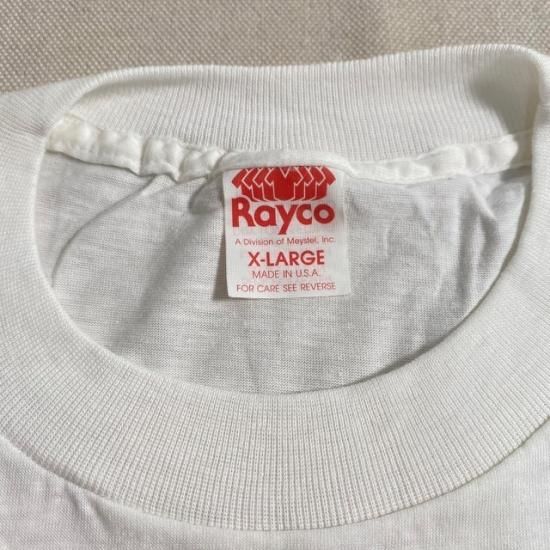 Rayco
A Division of Meystel, Inc.
X-LARGE
MADE IN U.S.A.
FOR CARE SEE REVERSE